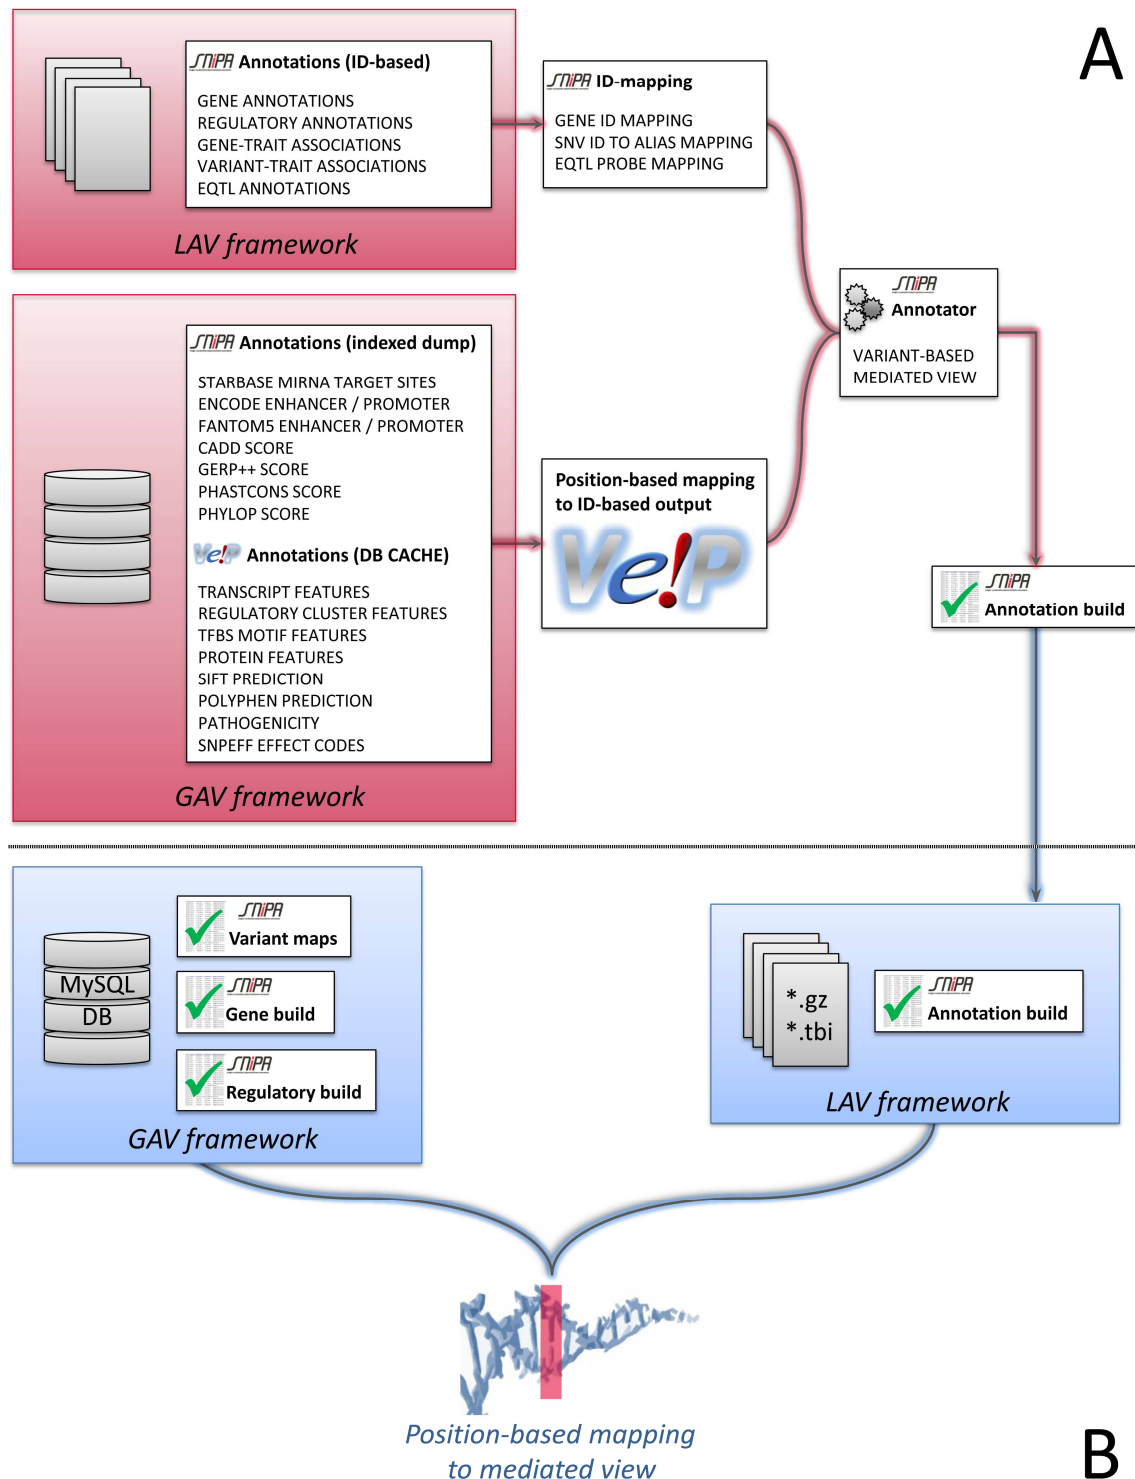 A
SNiPA Annotations (ID-based)
GENE ANNOTATIONS
REGULATORY ANNOTATIONS
GENE-TRAIT ASSOCIATIONS
VARIANT-TRAIT ASSOCIATIONS
EQTL ANNOTATIONS
LAV framework
SNiPA ID-mapping
GENE ID MAPPING
SNV ID TO ALIAS MAPPING
EQTL PROBE MAPPING
SNiPA Annotations (indexed dump)
STARBASE MIRNA TARGET SITES
ENCODE ENHANCER / PROMOTER
FANTOM5 ENHANCER / PROMOTER
CADD SCORE
GERP++ SCORE
PHASTCONS SCORE
PHYLOP SCORE
Ve!P Annotations (DB CACHE)
TRANSCRIPT FEATURES
REGULATORY CLUSTER FEATURES
TFBS MOTIF FEATURES
PROTEIN FEATURES
SIFT PREDICTION
POLYPHEN PREDICTION
PATHOGENICITY
SNPEFF EFFECT CODES
GAV framework
Position-based mapping
to ID-based output
Ve!P
SNiPA
Annotator
VARIANT-BASED
MEDIATED VIEW
SNiPA
Annotation build
MySQL
DB
SNiPA
Variant maps
SNiPA
Gene build
SNiPA
Regulatory build
GAV framework
*.gz
*.tbi
SNiPA
Annotation build
LAV framework
Position-based mapping
to mediated view
B